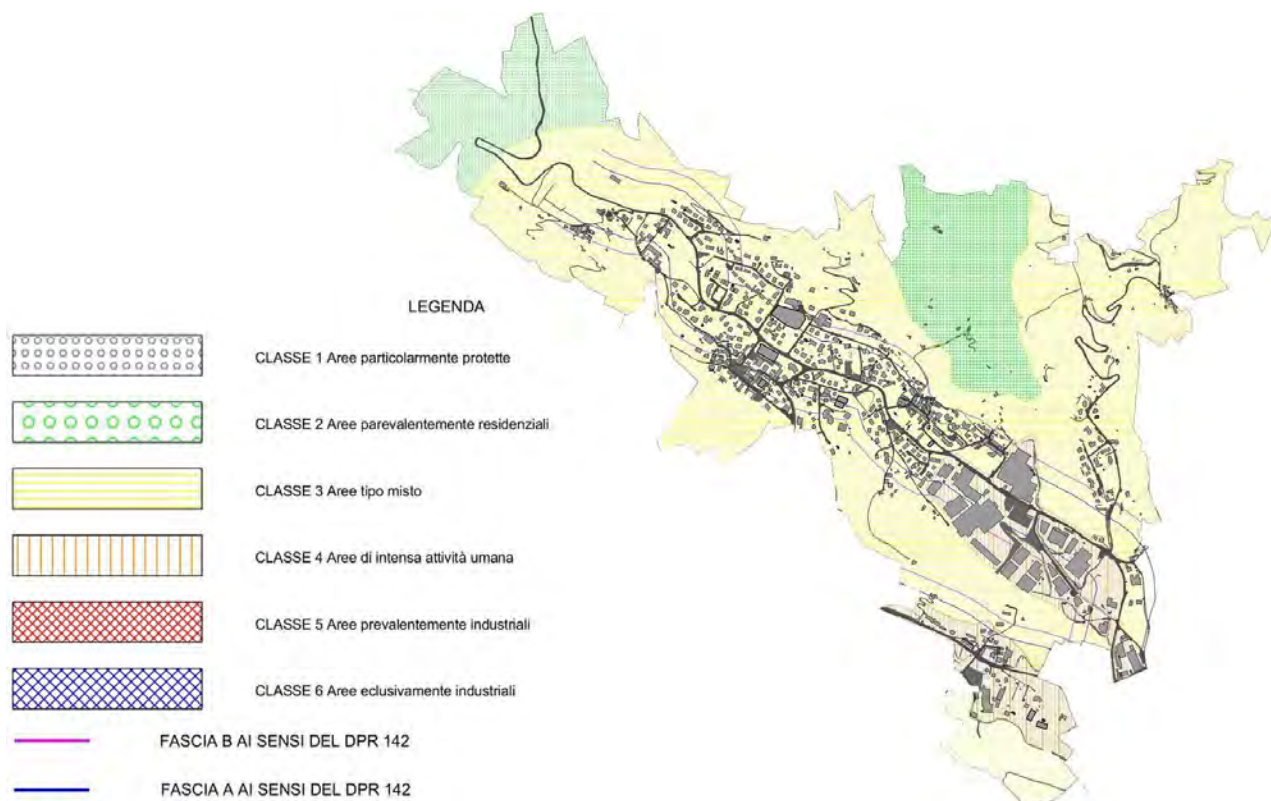 LEGENDA
CLASSE 1 Aree particolarmente protette
CLASSE 2 Aree parevalentemente residenziali
CLASSE 3 Aree tipo misto
CLASSE 4 Aree di intensa attività umana
CLASSE 5 Aree prevalentemente industriali
CLASSE 6 Aree eclusivamente industriali
FASCIA B AI SENSI DEL DPR 142
FASCIA A AI SENSI DEL DPR 142